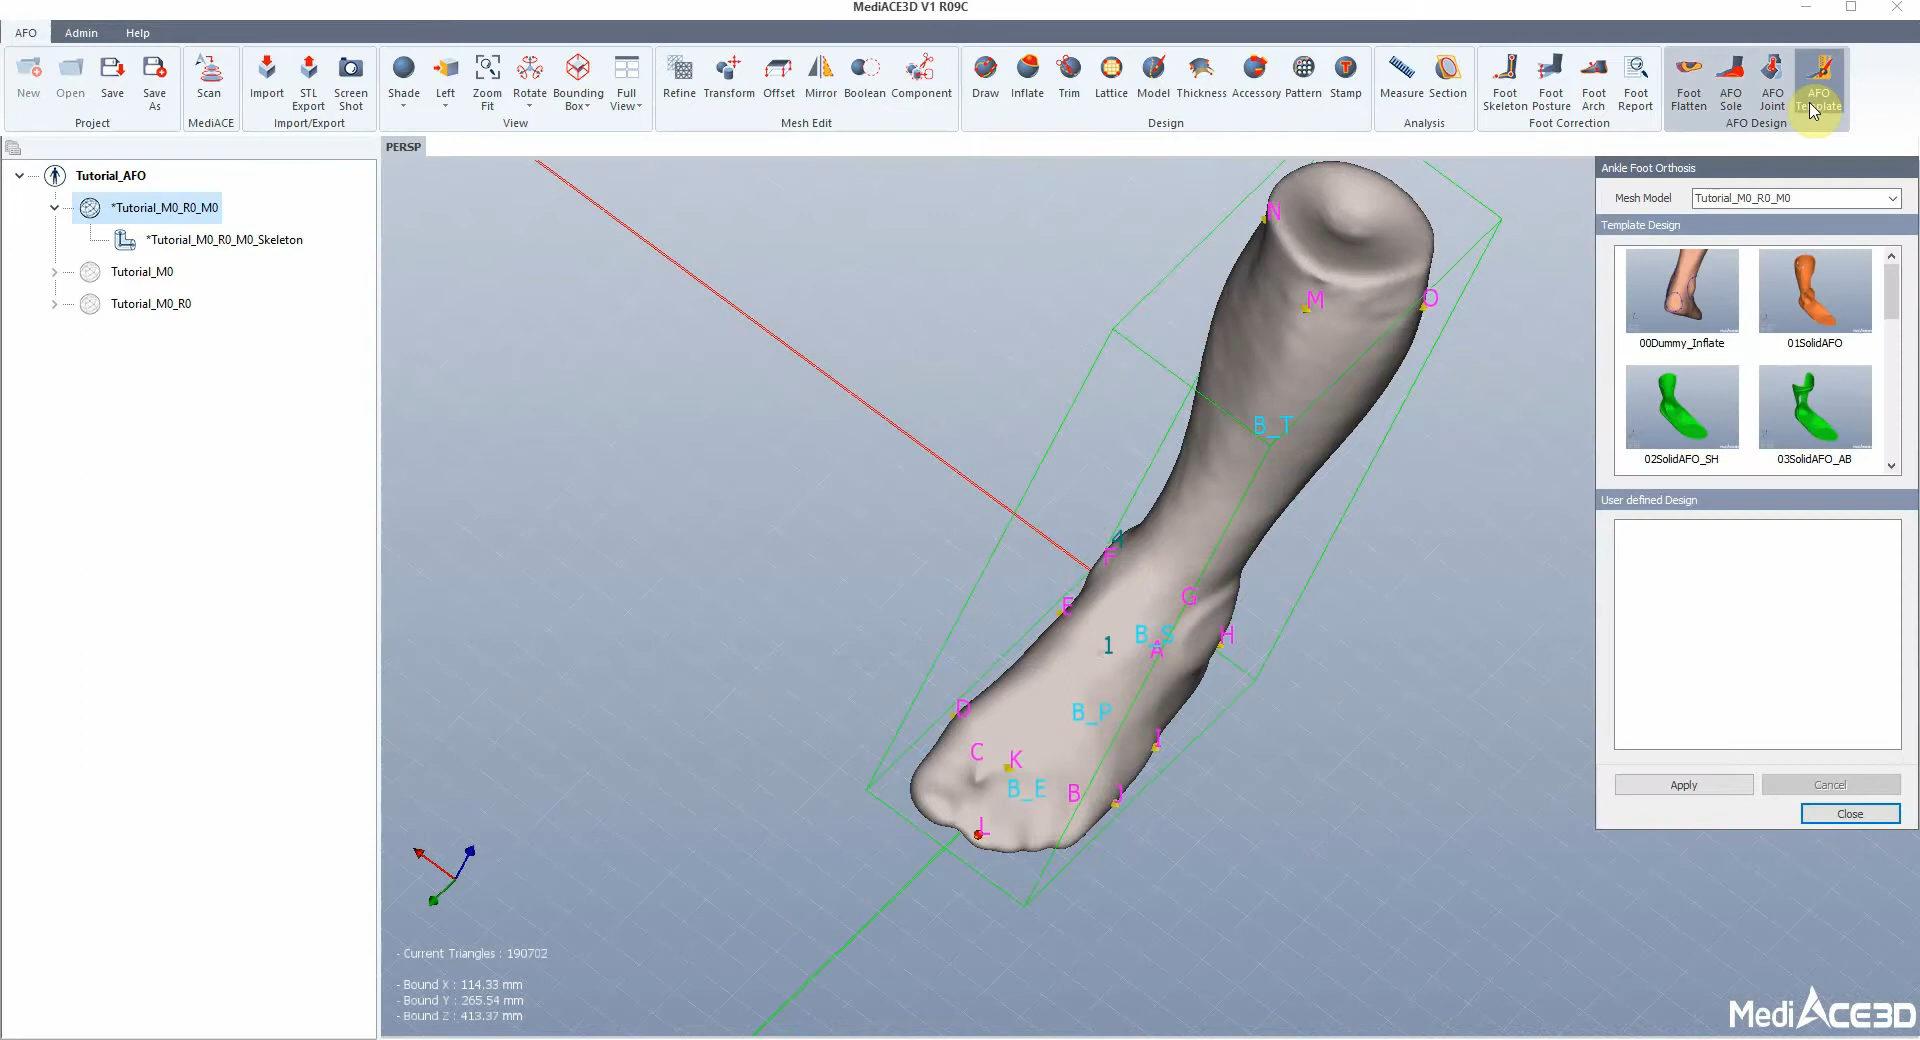 MediACE3D V1 R09C
AFO Admin Help
New Open Save Save As
Project
Scan
MediACE
Import STL Export Screen Shot
Import/Export
Shade Left Zoom Fit Rotate Bounding Box Full View
View
Refine Transform Offset Mirror Boolean Component
Mesh Edit
Draw Inflate Trim Lattice Model Thickness Accessory Pattern Stamp
Design
Measure Section
Analysis
Foot Skeleton Foot Posture Foot Arch Foot Report
Foot Correction
Foot Flatten AFO Sole AFO Joint AFO Template
AFO Design
PERSP
Tutorial_AFO
*Tutorial_M0_R0_M0
*Tutorial_M0_R0_M0_Skeleton
Tutorial_M0
Tutorial_M0_R0
N
M
O
B_T
4
F
G
E
B_S
H
1
A
D
B_P
I
C
K
B_E
B
J
L
- Current Triangles : 190702
- Bound X : 114.33 mm
- Bound Y : 265.54 mm
- Bound Z : 413.37 mm
Ankle Foot Orthosis
Mesh Model Tutorial_M0_R0_M0
Template Design
00Dummy_Inflate 01SolidAFO
02SolidAFO_SH 03SolidAFO_AB
User defined Design
Apply Cancel
Close
MediACE3D